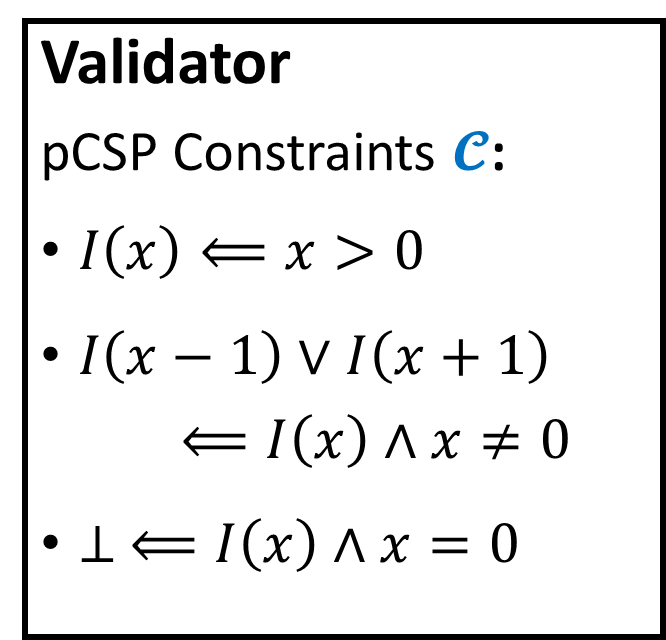 Validator
pCSP Constraints 𝓒:
• I(x) ⟸ x > 0
• I(x − 1) ∨ I(x + 1)
⟸ I(x) ∧ x ≠ 0
• ⊥ ⟸ I(x) ∧ x = 0